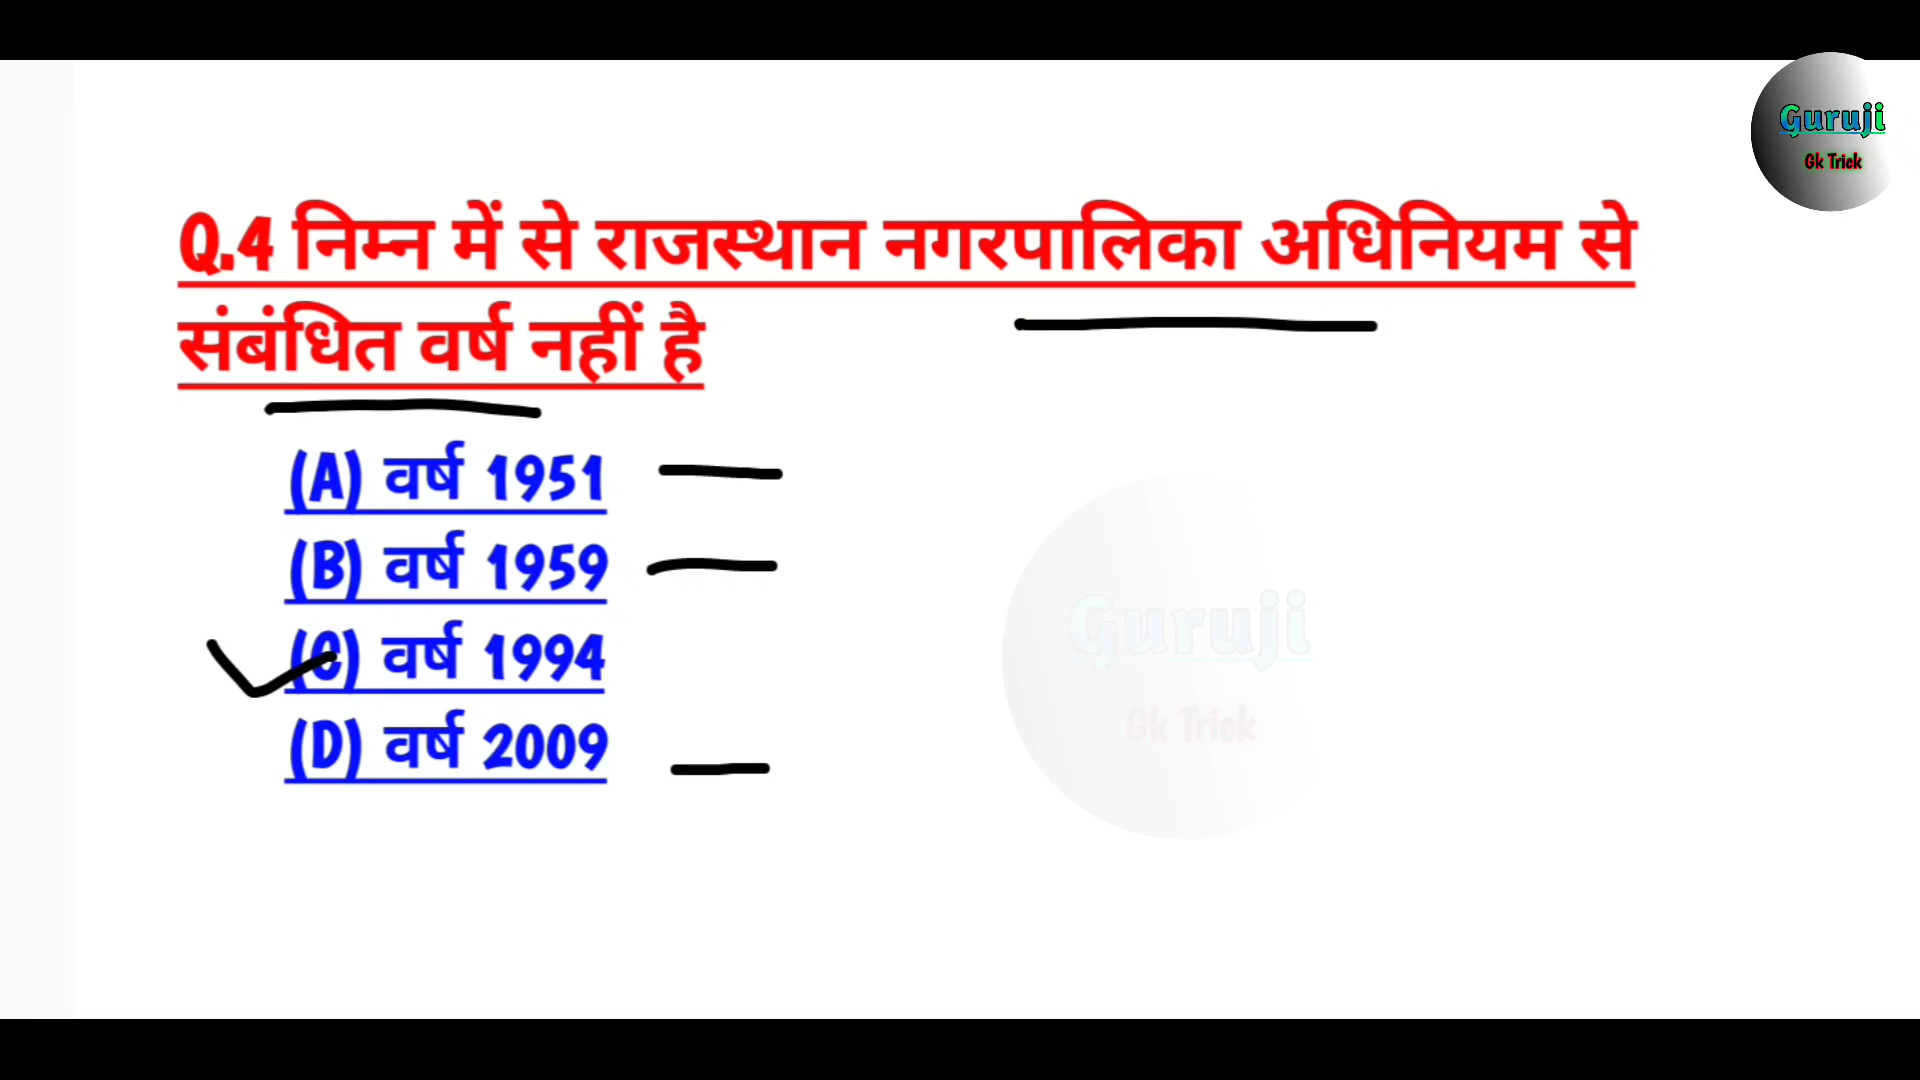 Guruji
Gk Trick
Q.4 निम्न में से राजस्थान नगरपालिका अधिनियम से
संबंधित वर्ष नहीं है
(A) वर्ष 1951
(B) वर्ष 1959
(C) वर्ष 1994
(D) वर्ष 2009
Guruji
Gk Trick